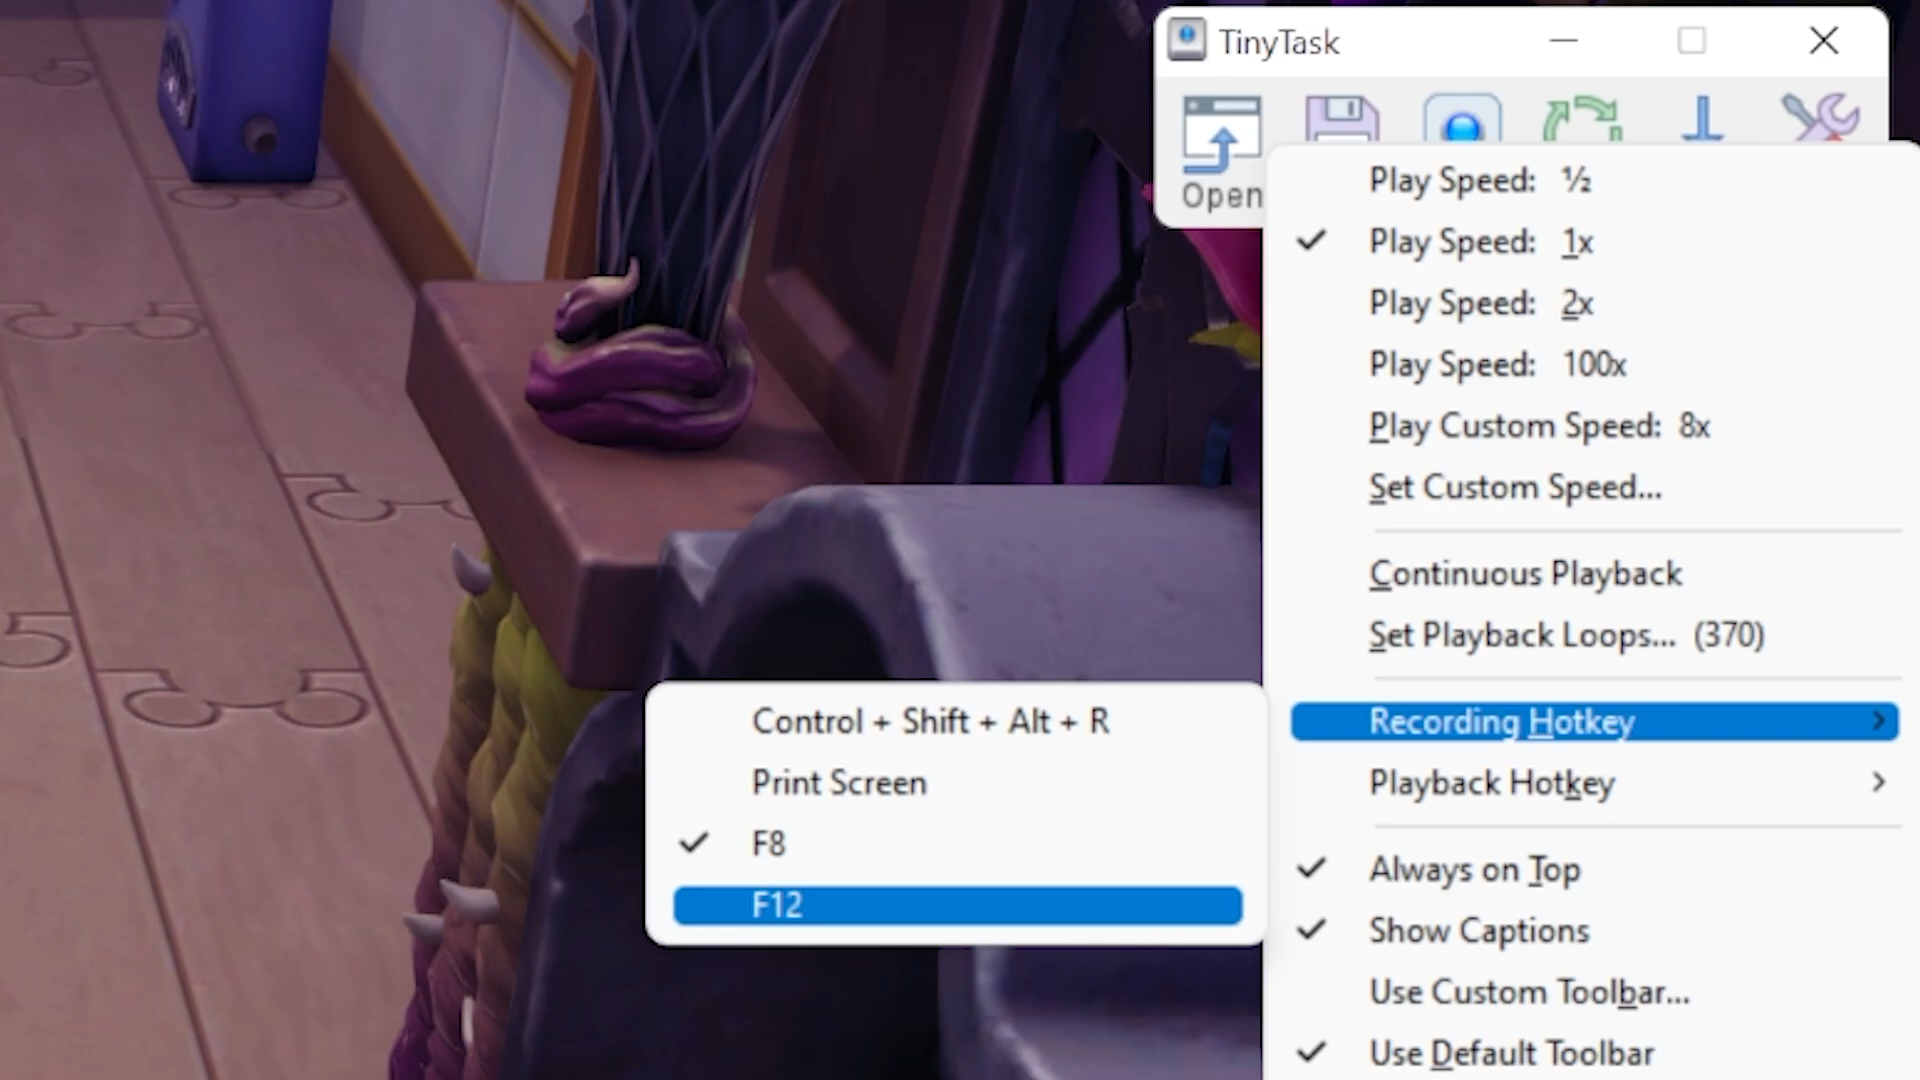 TinyTask
Open
Play Speed: ½
Play Speed: 1x
Play Speed: 2x
Play Speed: 100x
Play Custom Speed: 8x
Set Custom Speed...
Continuous Playback
Set Playback Loops... (370)
Recording Hotkey
Playback Hotkey
Always on Top
Show Captions
Use Custom Toolbar...
Use Default Toolbar
Control + Shift + Alt + R
Print Screen
F8
F12